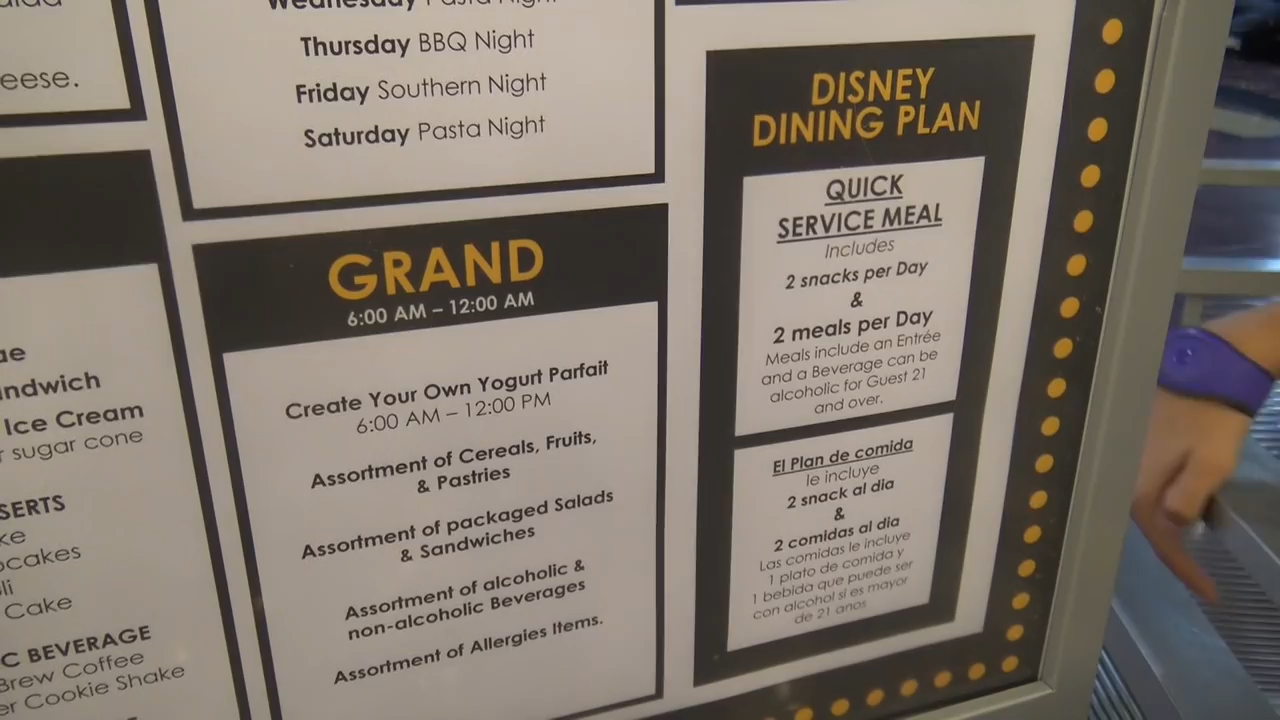 eese.
Wednesday Pasta Night
Thursday BBQ Night
Friday Southern Night
Saturday Pasta Night
Ice Cream
sugar cone
Cake
BEVERAGE
Brew Coffee
Cookie Shake
GRAND
6:00 AM – 12:00 AM
Create Your Own Yogurt Parfait
6:00 AM – 12:00 PM
Assortment of Cereals, Fruits,
& Pastries
Assortment of packaged Salads
& Sandwiches
Assortment of alcoholic &
non-alcoholic Beverages
Assortment of Allergies Items.
DISNEY
DINING PLAN
QUICK
SERVICE MEAL
Includes
2 snacks per Day
&
2 meals per Day
Meals include an Entrée
and a Beverage can be
alcoholic for Guest 21
and over.
El Plan de comida
le incluye
2 snack al dia
&
2 comidas al dia
Las comidas le incluye
1 plato de comida y
1 bebida que puede ser
con alcohol si es mayor
de 21 anos